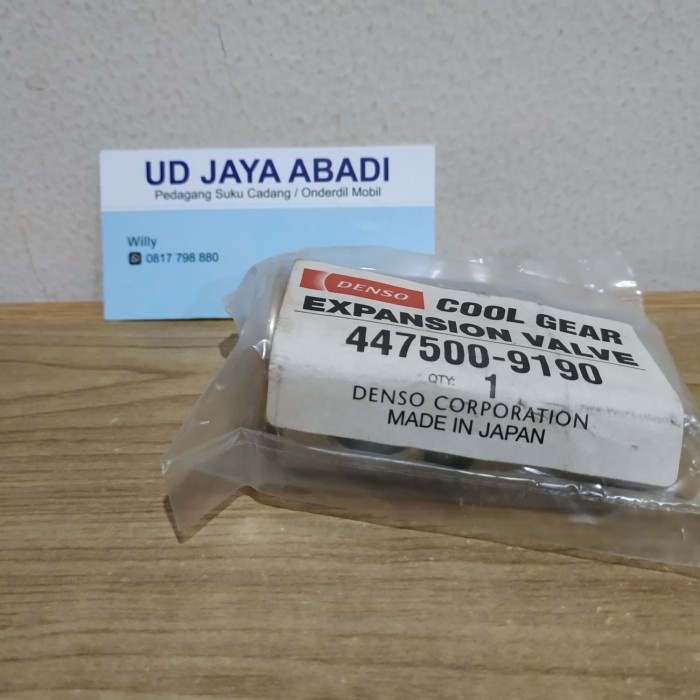 UD JAYA ABADI
Pedagang Suku Cadang / Onderdil Mobil
Willy
0817 798 880
DENSO COOL GEAR
EXPANSION VALVE
447500-9190
QTY: 1
DENSO CORPORATION
MADE IN JAPAN